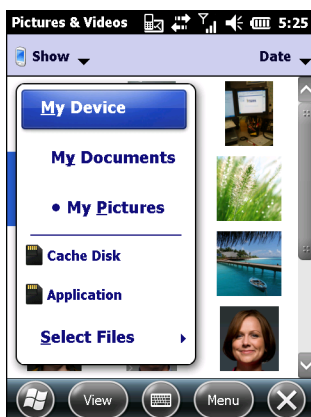 Pictures & Videos 5:25
Show Date
My Device
My Documents
• My Pictures
Cache Disk
Application
Select Files
View Menu